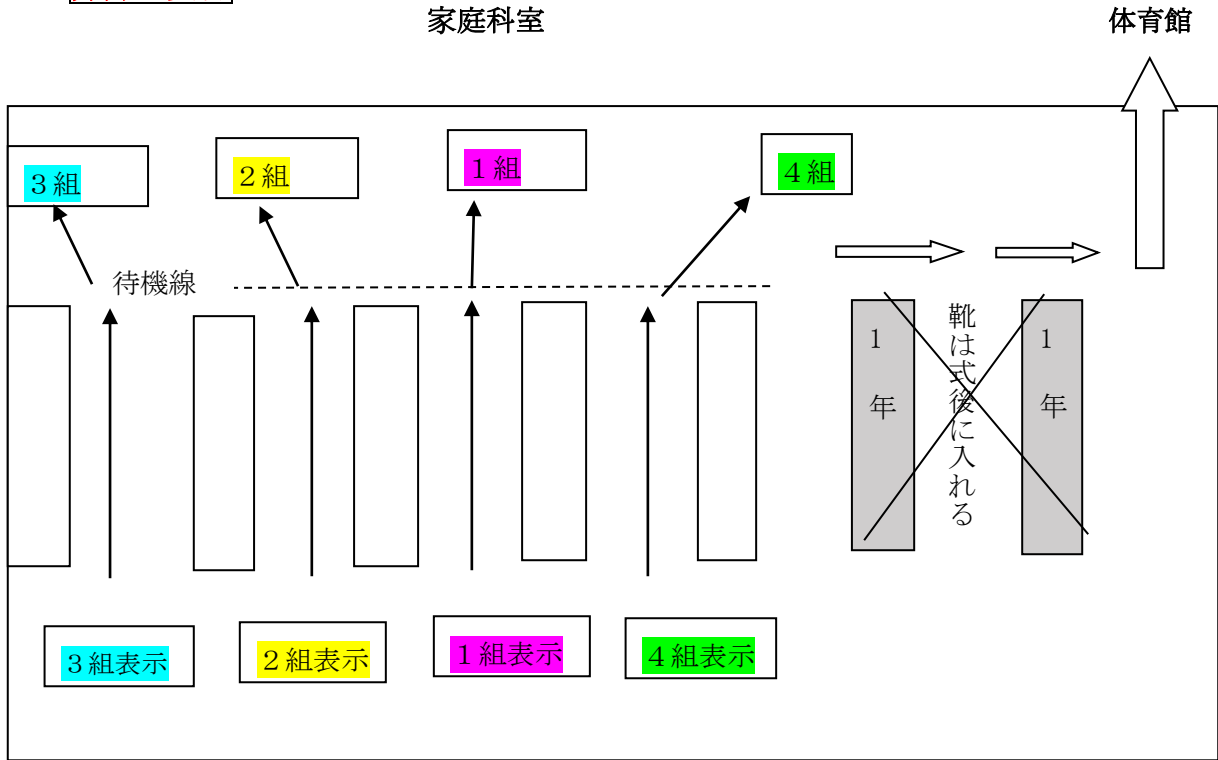 家庭科室
体育館
3組
2組
1組
4組
待機線
1年
靴は式後に入れる
1年
3組表示
2組表示
1組表示
4組表示